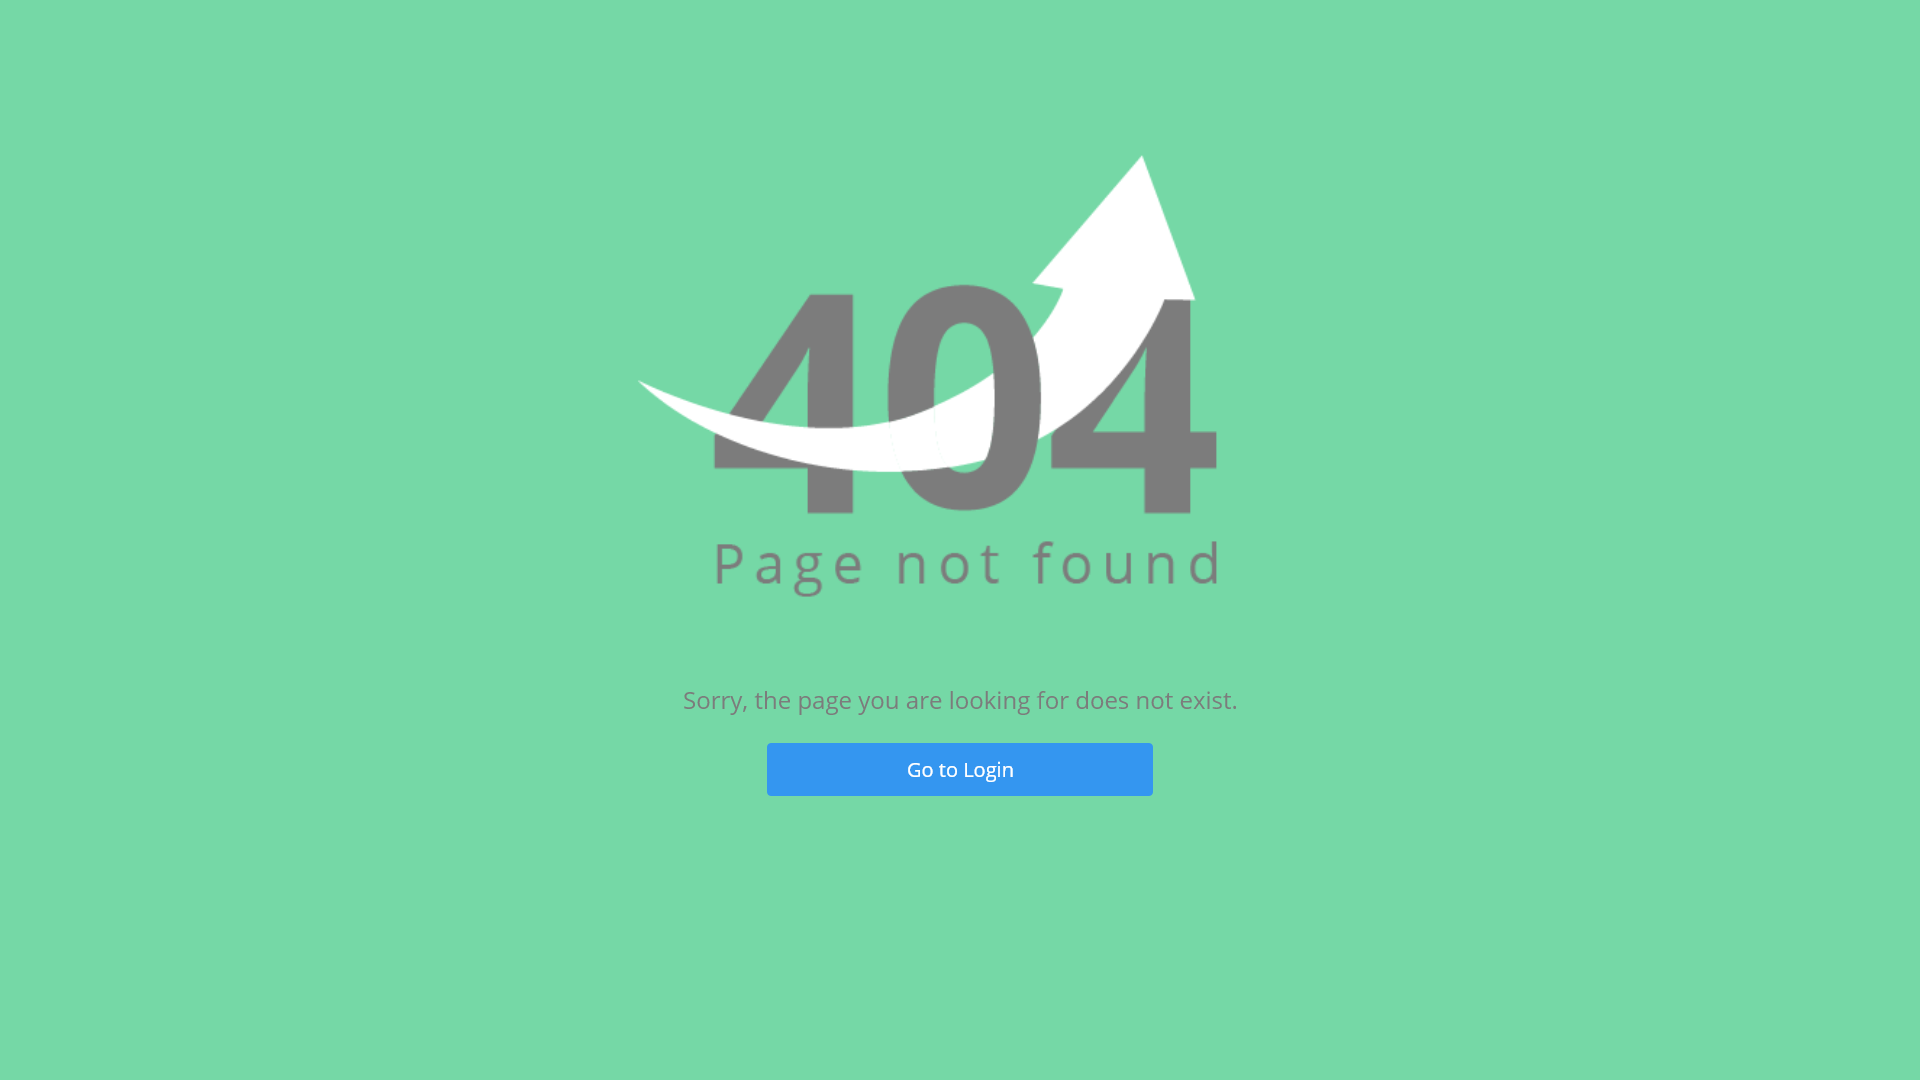 404
Page not found
Sorry, the page you are looking for does not exist.
Go to Login